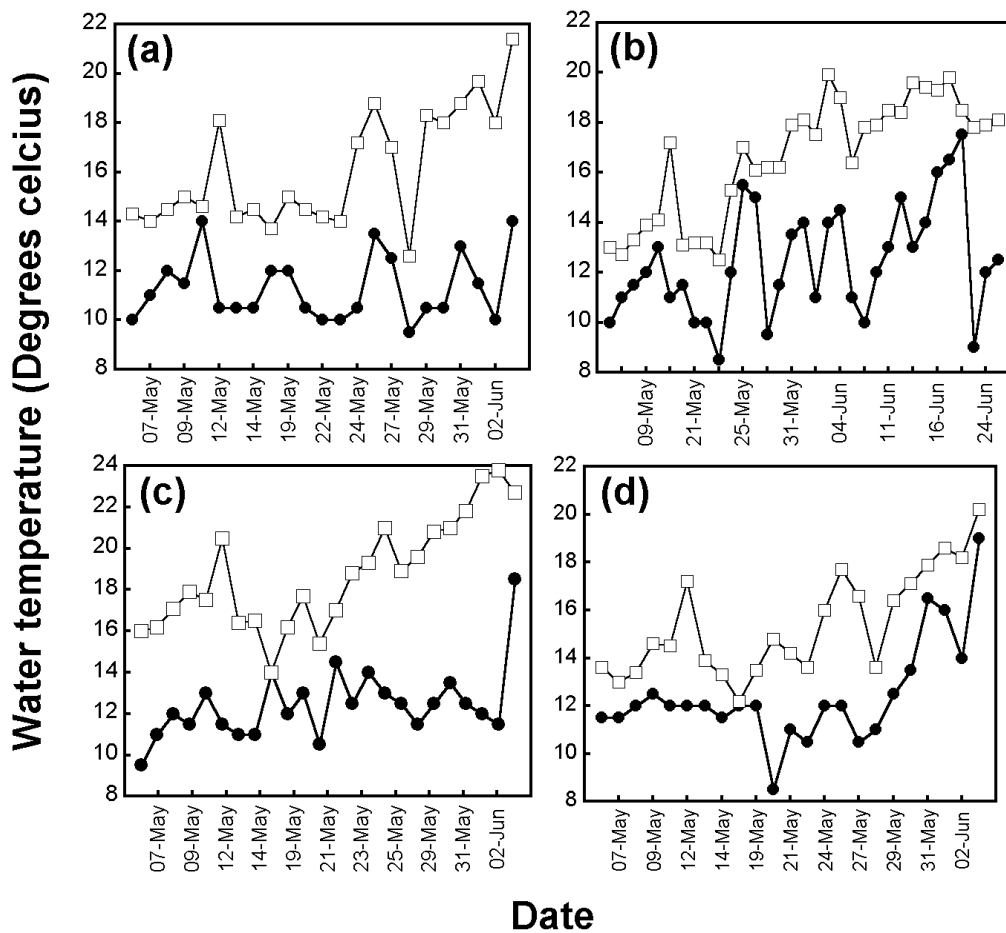 Water temperature (Degrees celcius)
(a)
22
20
18
16
14
12
10
8
07-May
09-May
12-May
14-May
19-May
22-May
24-May
27-May
29-May
31-May
02-Jun
(b)
22
20
18
16
14
12
10
8
09-May
21-May
25-May
31-May
04-Jun
11-Jun
16-Jun
24-Jun
(c)
24
22
20
18
16
14
12
10
8
07-May
09-May
12-May
14-May
19-May
21-May
23-May
25-May
29-May
31-May
02-Jun
(d)
22
20
18
16
14
12
10
8
07-May
09-May
12-May
14-May
19-May
21-May
24-May
27-May
29-May
31-May
02-Jun
Date